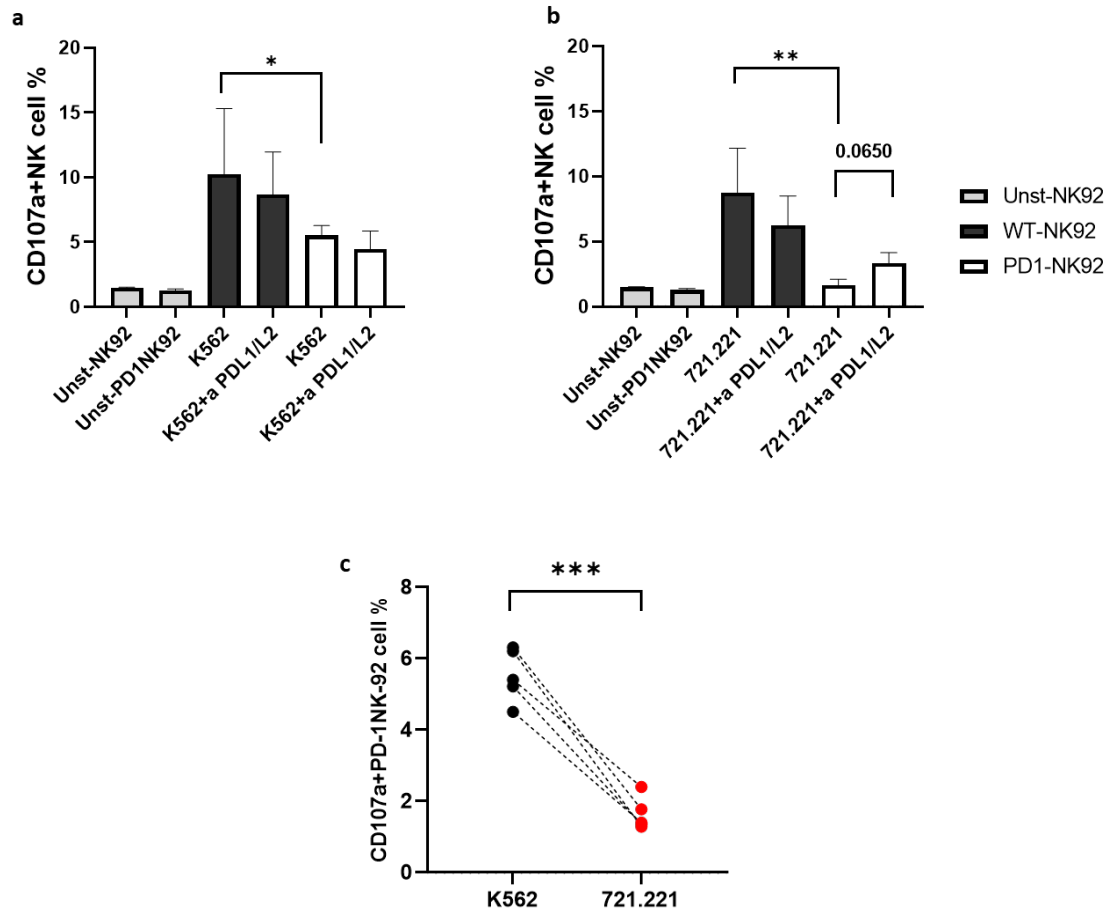 a
CD107a+NK cell %
20
15
10
5
0
*
Unst-NK92
Unst-PD1NK92
K562
K562+a PDL1/L2
K562
K562+a PDL1/L2
b
CD107a+NK cell %
20
15
10
5
0
**
0.0650
Unst-NK92
Unst-PD1NK92
721.221
721.221+a PDL1/L2
721.221
721.221+a PDL1/L2
Unst-NK92
WT-NK92
PD1-NK92
c
CD107a+PD-1NK-92 cell %
8
6
4
2
0
***
K562
721.221